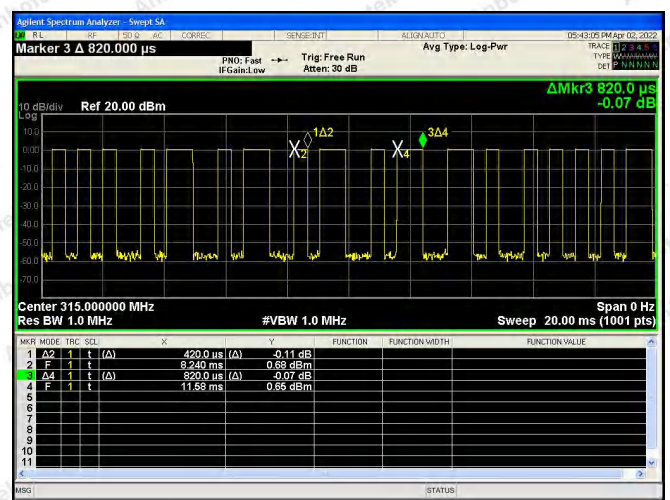 Agilent Spectrum Analyzer - Swept SA
RL RF 50 Ω AC CORREC SENSE:INT ALIGN AUTO 05:43:05 PM Apr 02, 2022
Marker 3 Δ 820.000 µs
PNO: Fast Trig: Free Run Avg Type: Log-Pwr TRACE 1 2 3 4 5 6
IFGain:Low Atten: 30 dB TYPE
DET P N N N N N
ΔMkr3 820.0 µs
10 dB/div Ref 20.00 dBm -0.07 dB
Log
10.0
0.00
-10.0
-20.0
-30.0
-40.0
-50.0
-60.0
-70.0
1Δ2 3Δ4
X2 X4
Center 315.000000 MHz Span 0 Hz
Res BW 1.0 MHz #VBW 1.0 MHz Sweep 20.00 ms (1001 pts)
MKR MODE TRC SCL X Y FUNCTION FUNCTION WIDTH FUNCTION VALUE
1 Δ2 1 t (Δ) 420.0 µs (Δ) -0.11 dB
2 F 1 t 8.240 ms 0.68 dBm
3 Δ4 1 t (Δ) 820.0 µs (Δ) -0.07 dB
4 F 1 t 11.58 ms 0.65 dBm
5
6
7
8
9
10
11
MSG STATUS